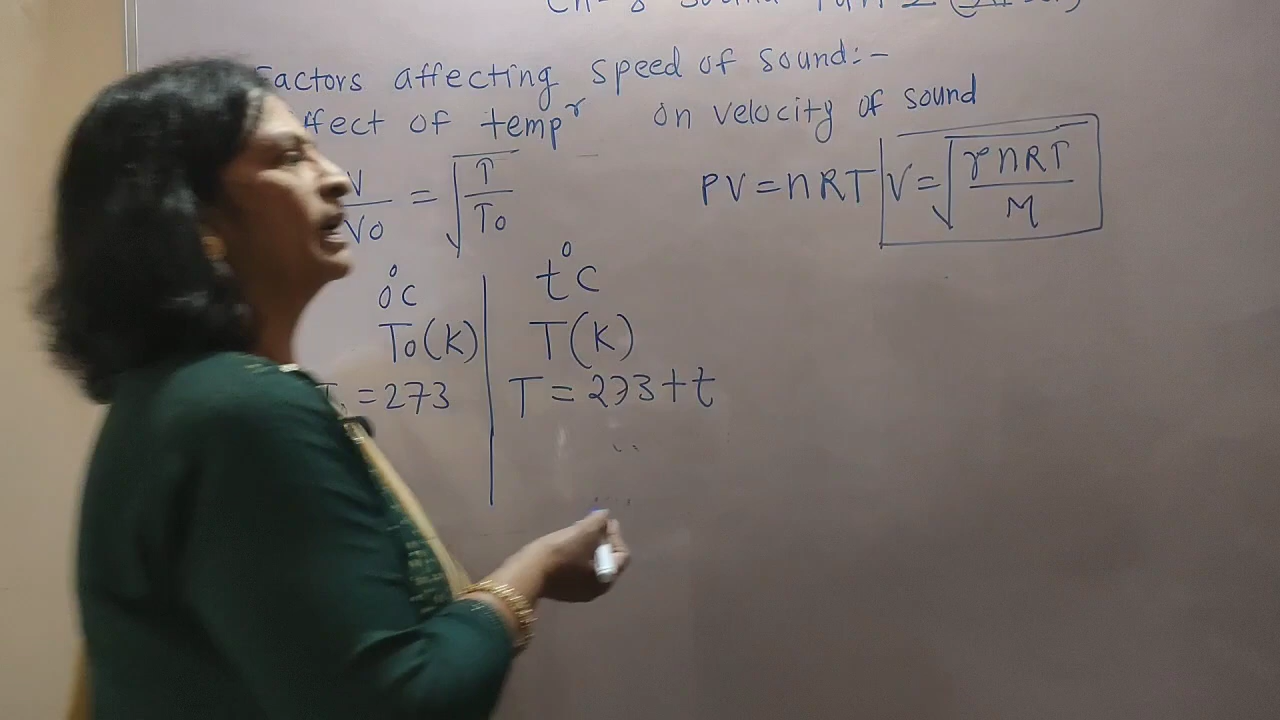 Factors affecting speed of sound:-
ffect of tempʳ on velocity of sound
V/V0 = √(T/T0)
PV = nRT | V = √(γnRT/M)
0°C | t°C
T0(K) | T(K)
= 273 | T = 273+t